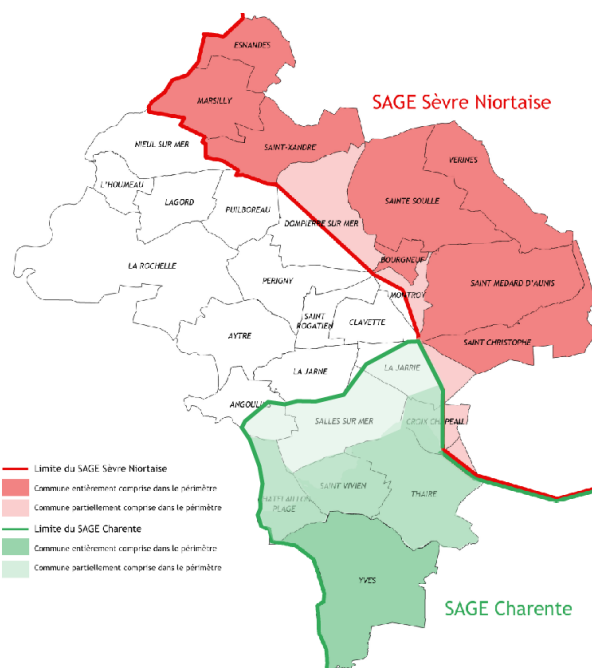 ESNANDES
MARSILLY
SAGE Sèvre Niortaise
NIEUL SUR MER
SAINT-XANDRE
VERINES
L'HOUMEAU
LAGORD
PUILBOREAU
DOMPIERRE SUR MER
SAINTE SOULLE
LA ROCHELLE
PERIGNY
BOURGNEUF
MONTROY
SAINT MEDARD D'AUNIS
SAINT
ROGATIEN
CLAVETTE
AYTRE
SAINT CHRISTOPHE
LA JARNE
LA JARRIE
ANGOULINS
SALLES SUR MER
CROIX CHAPEAU
Limite du SAGE Sèvre Niortaise
Commune entièrement comprise dans le périmètre
Commune partiellement comprise dans le périmètre
SAINT VIVIEN
THAIRE
CHATELAILLON
PLAGE
Limite du SAGE Charente
Commune entièrement comprise dans le périmètre
Commune partiellement comprise dans le périmètre
YVES
SAGE Charente